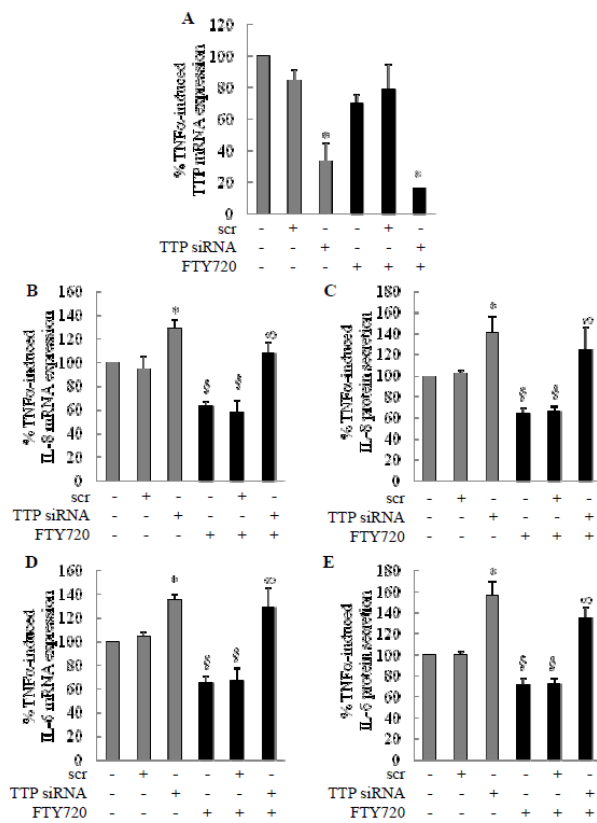 A
% TNFα-induced
TTP mRNA expression
120
100
80
60
40
20
0
*
*
scr - + - - + -
TTP siRNA - - + - - +
FTY720 - - - + + +
B
% TNFα-induced
IL-8 mRNA expression
160
140
120
100
80
60
40
20
0
*
§
§
scr - + - - + -
TTP siRNA - - + - - +
FTY720 - - - + + +
C
% TNFα-induced
IL-8 protein secretion
180
160
140
120
100
80
60
40
20
0
*
§
§
scr - + - - + -
TTP siRNA - - + - - +
FTY720 - - - + + +
D
% TNFα-induced
IL-6 mRNA expression
160
140
120
100
80
60
40
20
0
*
§
§
scr - + - - + -
TTP siRNA - - + - - +
FTY720 - - - + + +
E
% TNFα-induced
IL-6 protein secretion
180
160
140
120
100
80
60
40
20
0
*
§
§
scr - + - - + -
TTP siRNA - - + - - +
FTY720 - - - + + +